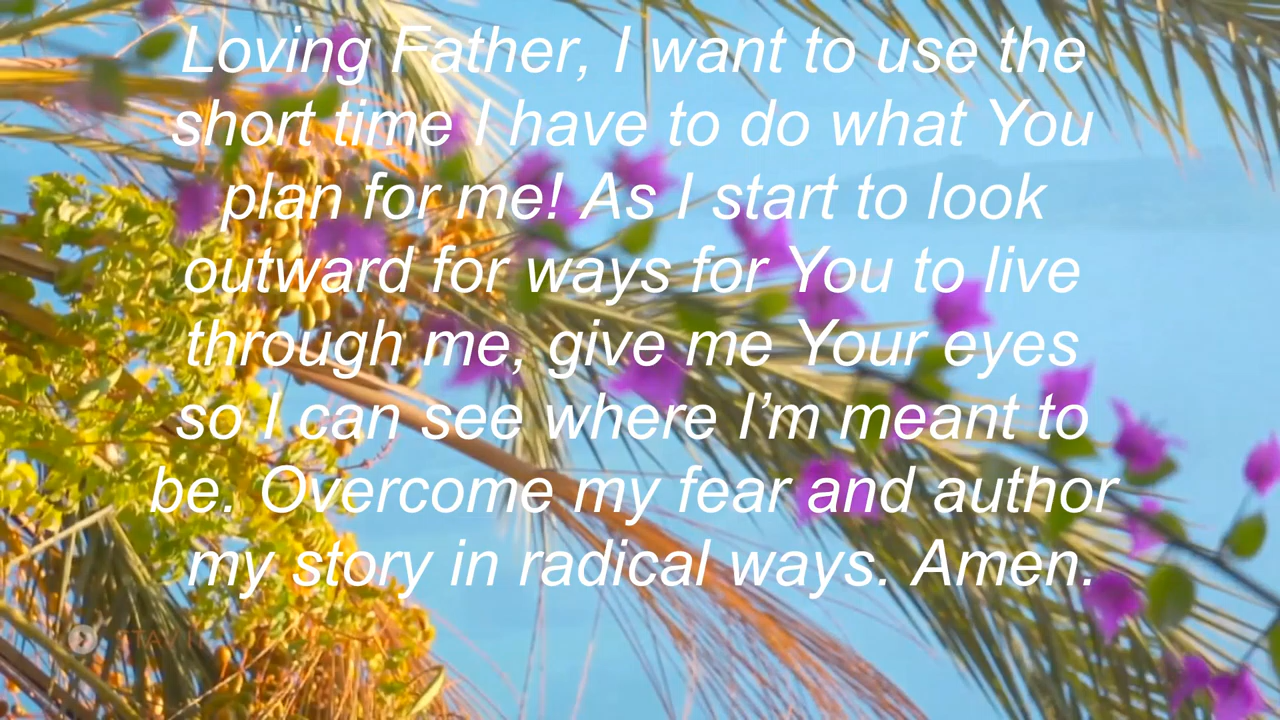 Loving Father, I want to use the
short time I have to do what You
plan for me! As I start to look
outward for ways for You to live
through me, give me Your eyes
so I can see where I’m meant to
be. Overcome my fear and author
my story in radical ways. Amen.